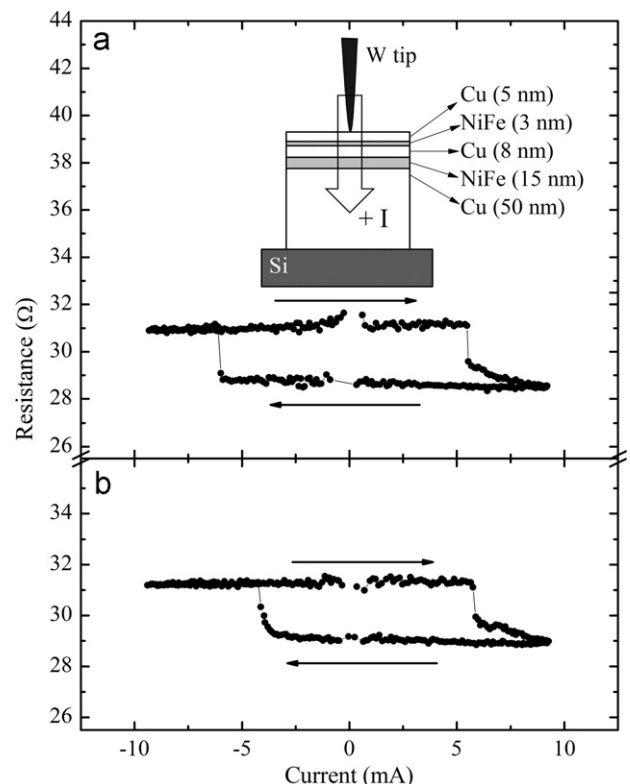 a
44
42
40
38
36
34
32
30
28
26
W tip
Cu (5 nm)
NiFe (3 nm)
Cu (8 nm)
NiFe (15 nm)
Cu (50 nm)
+ I
Si
Resistance (Ω)
b
34
32
30
28
26
-10 -5 0 5 10
Current (mA)